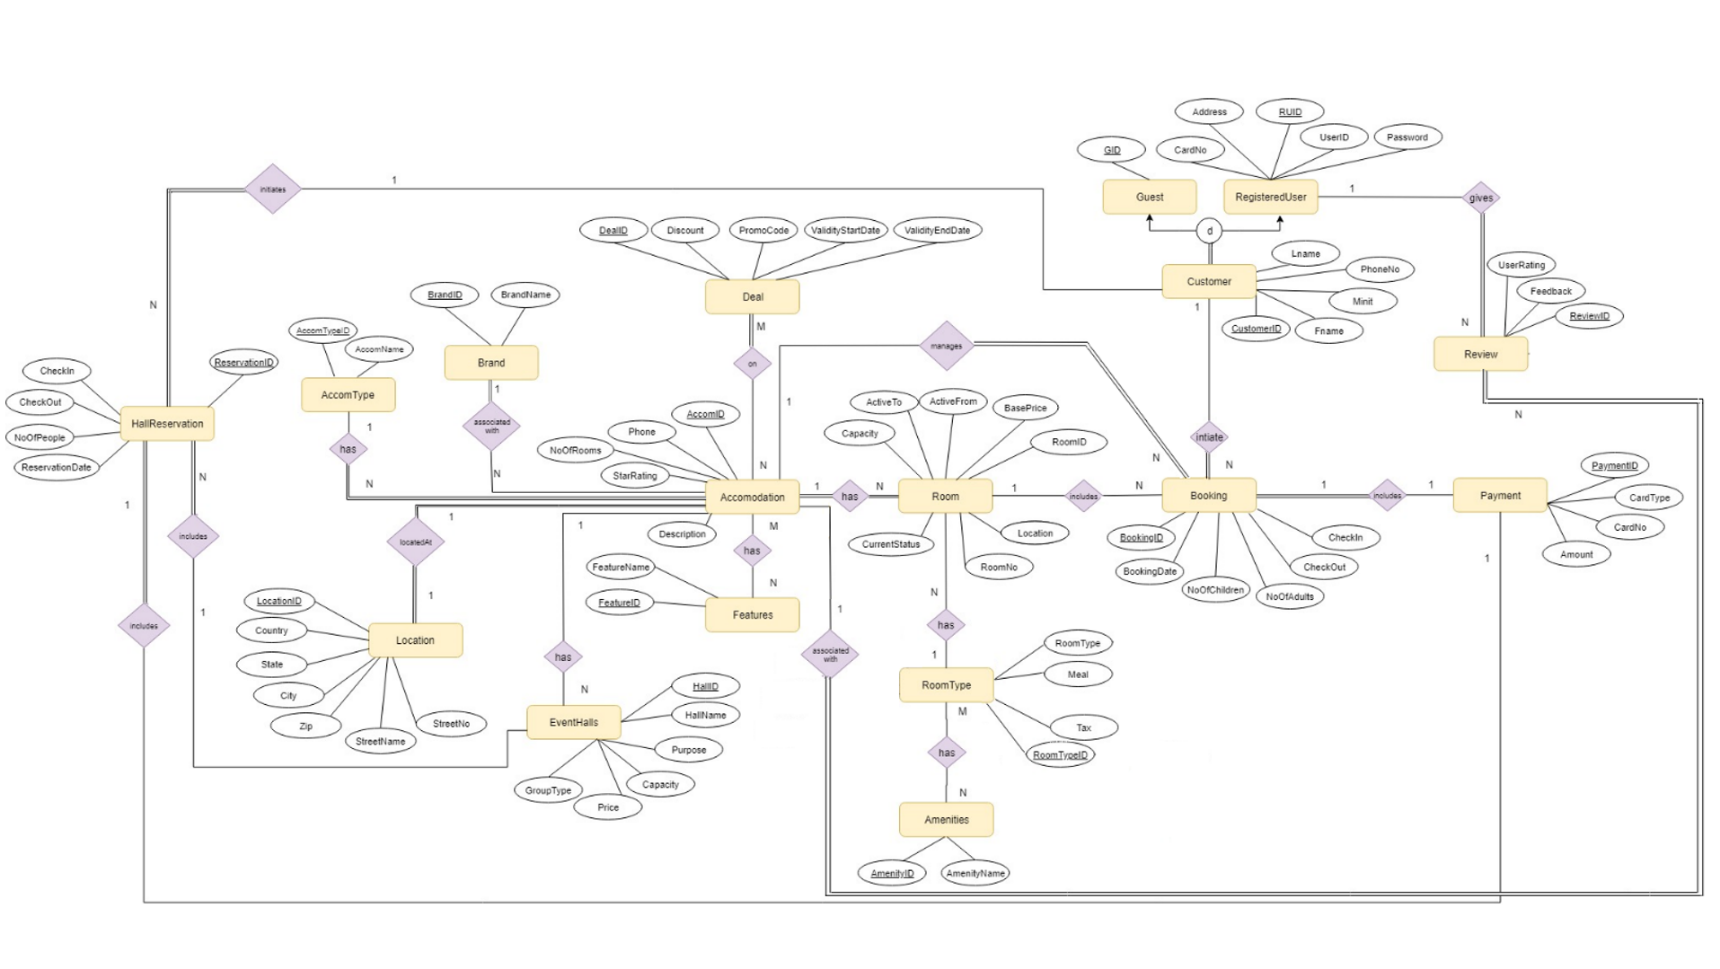 Address
RUID
UserID
Password
GID
CardNo
Guest
RegisteredUser
1
gives
initiates
1
d
DealID
Discount
PromoCode
ValidityStartDate
ValidityEndDate
Lname
PhoneNo
Customer
Minit
CustomerID
Fname
1
UserRating
Feedback
ReviewID
N
Review
N
BrandID
BrandName
Deal
M
N
AccomTypeID
AccomName
Brand
on
manages
1
ReservationID
CheckIn
CheckOut
NoOfPeople
ReservationDate
HallReservation
AccomType
1
has
N
associated
with
N
AccomID
Phone
NoOfRooms
StarRating
N
1
ActiveTo
ActiveFrom
BasePrice
Capacity
RoomID
intiate
N
N
Accomodation
1
has
N
Room
1
includes
N
Booking
1
includes
1
Payment
PaymentID
CardType
CardNo
Amount
1
1
N
includes
1
locatedAt
1
1
Description
M
has
N
CurrentStatus
Location
RoomNo
BookingID
BookingDate
NoOfChildren
NoOfAdults
CheckOut
CheckIn
FeatureName
FeatureID
Features
LocationID
Country
State
City
Zip
StreetName
StreetNo
Location
includes
1
has
N
1
associated
with
N
has
1
RoomType
RoomType
Meal
Tax
RoomTypeID
M
has
N
EventHalls
HallID
HallName
Purpose
Capacity
Price
GroupType
Amenities
AmenityID
AmenityName